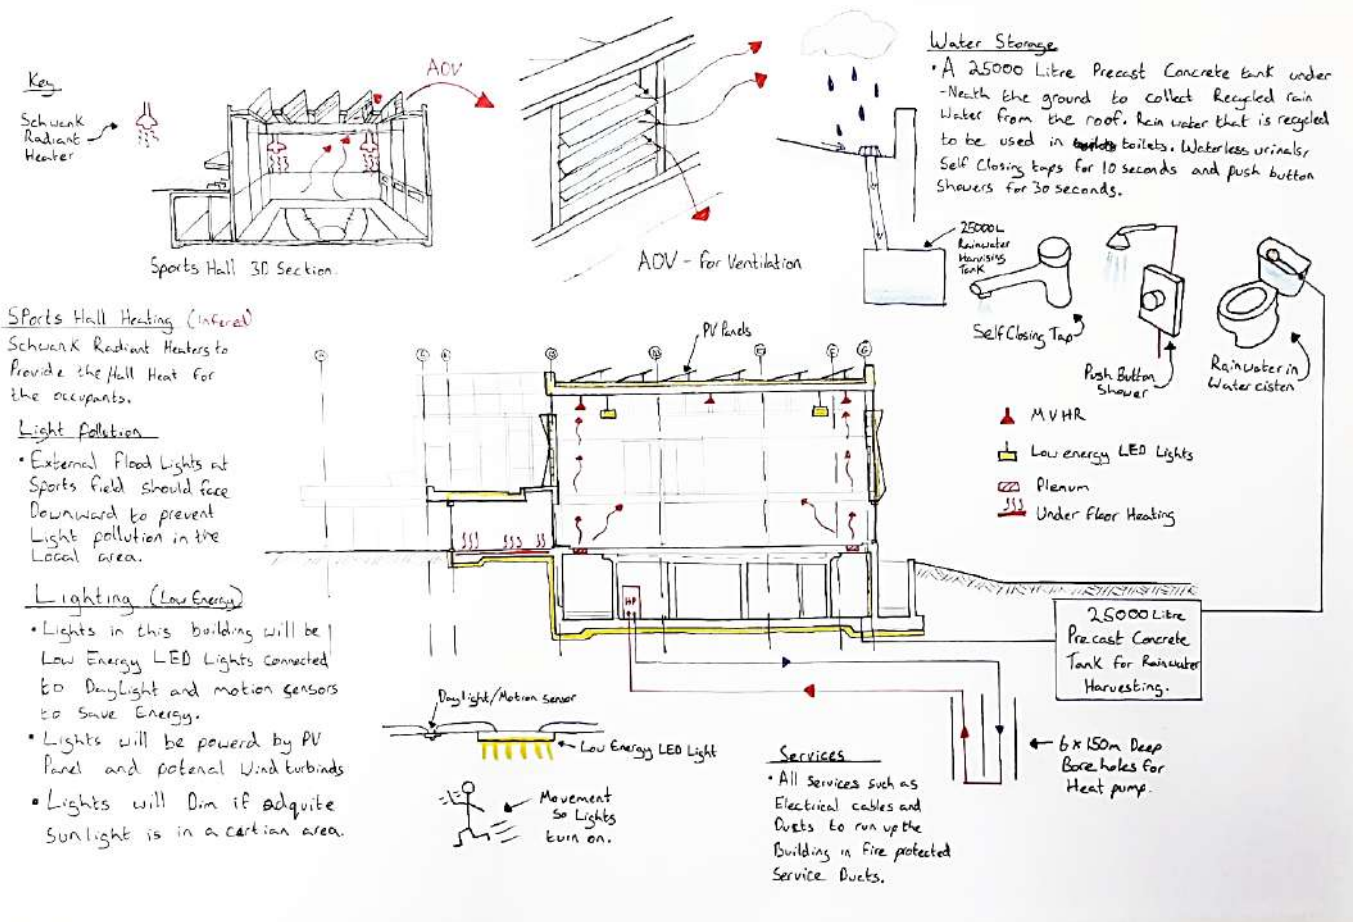 Key
Schwank
Radiant
Heater
AOV
Sports Hall 3D Section.
AOV - For Ventilation
Water Storage
• A 25000 Litre Precast Concrete tank under
-Neath the ground to collect Recycled rain
Water from the roof. Rain water that is recycled
to be used in toilets. Waterless urinals,
Self Closing taps for 10 seconds and push button
Showers for 30 seconds.
25000L
Rainwater
Harvising
Tank
Self Closing Tap
Push Button
Shower
Rainwater in
Water cisten
Sports Hall Heating (infered)
Schwank Radiant Heaters to
Provide the Hall Heat for
the occupants.
Light Pollution
• External Flood Lights at
Sports field should face
Downward to prevent
Light pollution in the
Local area.
Lighting (Low Energy)
• Lights in this building will be
Low Energy LED Lights connected
to Daylight and motion sensors
to Save Energy.
• Lights will be powerd by PV
Panel and potenal Wind turbinds
• Lights will Dim if adquite
Sunlight is in a certian area.
PV Panels
HP
MVHR
Low energy LED Lights
Plenum
Under Floor Heating
25000 Litre
Precast Concrete
Tank for Rainwater
Harvesting.
6 x 150m Deep
Bore holes for
Heat pump.
Daylight/Motion sensor
Low Energy LED Light
Movement
So Lights
turn on.
Services
• All Services such as
Electrical cables and
Ducts to run up the
Building in Fire protected
Service Ducts.